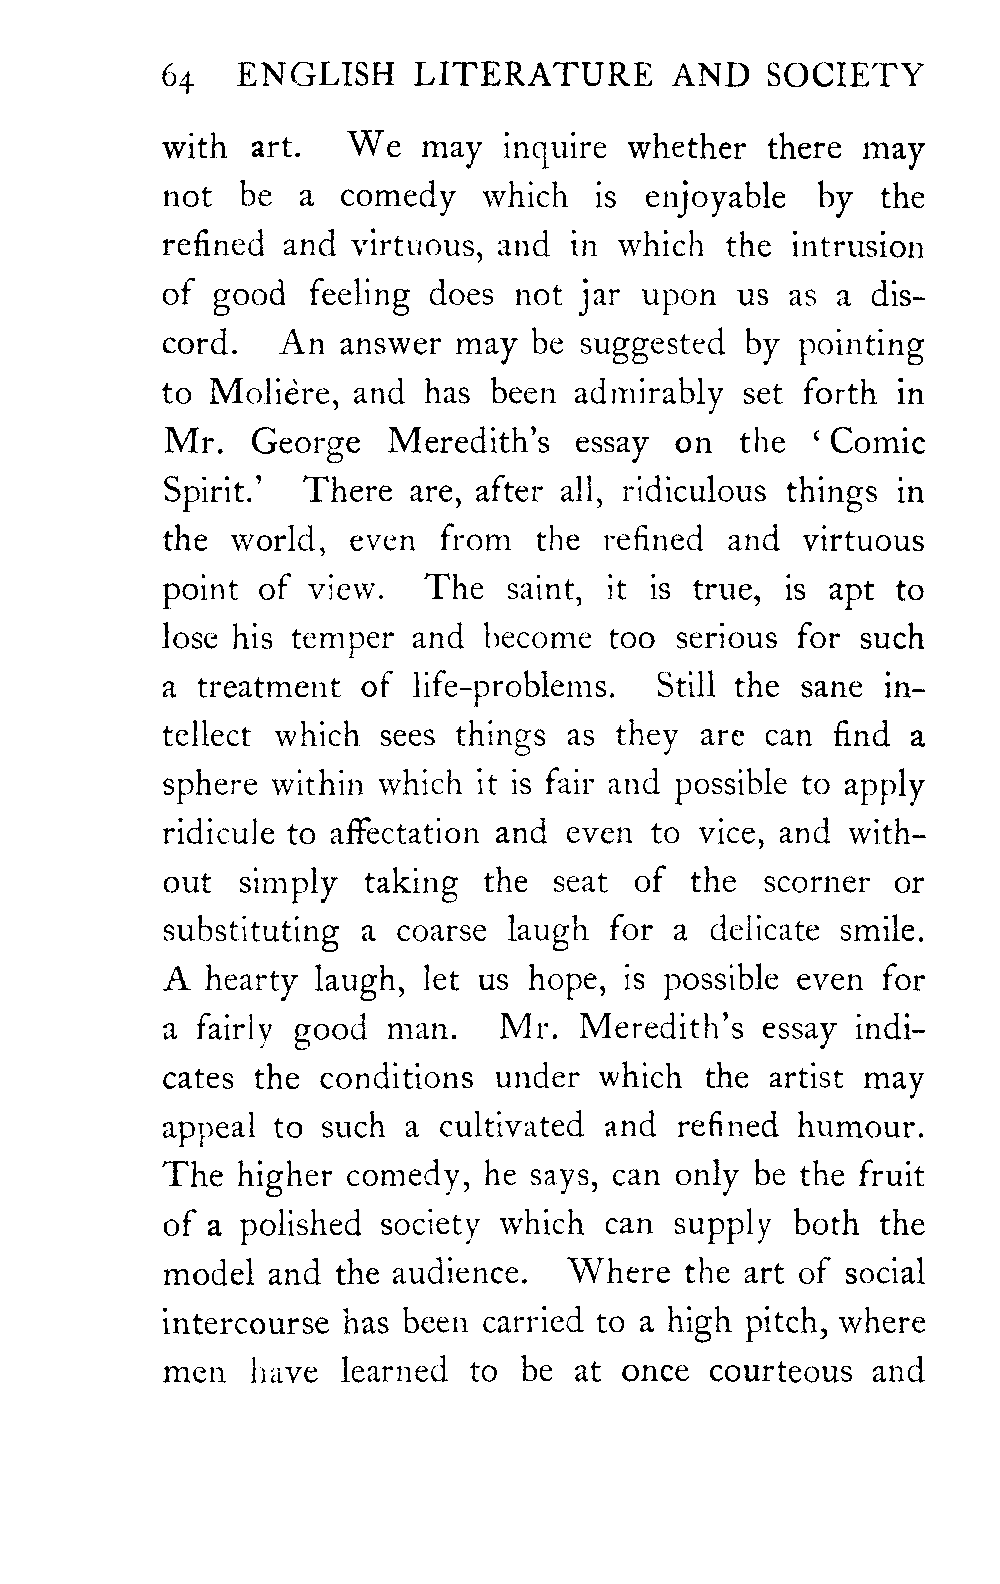 64 ENGLISH LITERATURE AND SOCIETY
with art. We may inquire whether there may
not be a comedy which is enjoyable by the
refined and virtuous, and in which the intrusion
of good feeling does not jar upon us as a dis-
cord. An answer may be suggested by pointing
to Molière, and has been admirably set forth in
Mr. George Meredith's essay on the ‘Comic
Spirit.’ There are, after all, ridiculous things in
the world, even from the refined and virtuous
point of view. The saint, it is true, is apt to
lose his temper and become too serious for such
a treatment of life-problems. Still the sane in-
tellect which sees things as they are can find a
sphere within which it is fair and possible to apply
ridicule to affectation and even to vice, and with-
out simply taking the seat of the scorner or
substituting a coarse laugh for a delicate smile.
A hearty laugh, let us hope, is possible even for
a fairly good man. Mr. Meredith's essay indi-
cates the conditions under which the artist may
appeal to such a cultivated and refined humour.
The higher comedy, he says, can only be the fruit
of a polished society which can supply both the
model and the audience. Where the art of social
intercourse has been carried to a high pitch, where
men have learned to be at once courteous and